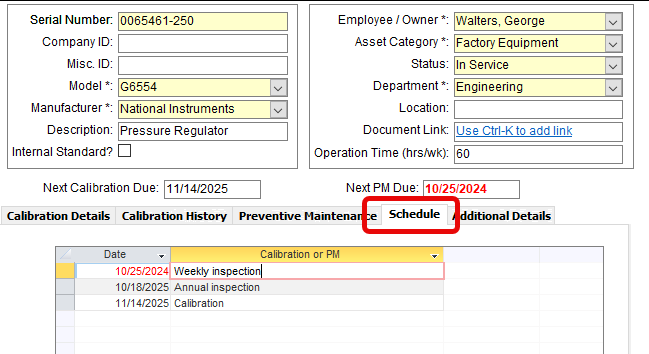 Serial Number: 0065461-250
Company ID:
Misc. ID:
Model *: G6554
Manufacturer *: National Instruments
Description: Pressure Regulator
Internal Standard?
Employee / Owner *: Walters, George
Asset Category *: Factory Equipment
Status: In Service
Department *: Engineering
Location:
Document Link: Use Ctrl-K to add link
Operation Time (hrs/wk): 60
Next Calibration Due: 11/14/2025 Next PM Due: 10/25/2024
Calibration Details Calibration History Preventive Maintenance Schedule Additional Details
Date Calibration or PM
10/25/2024 Weekly inspection
10/18/2025 Annual inspection
11/14/2025 Calibration